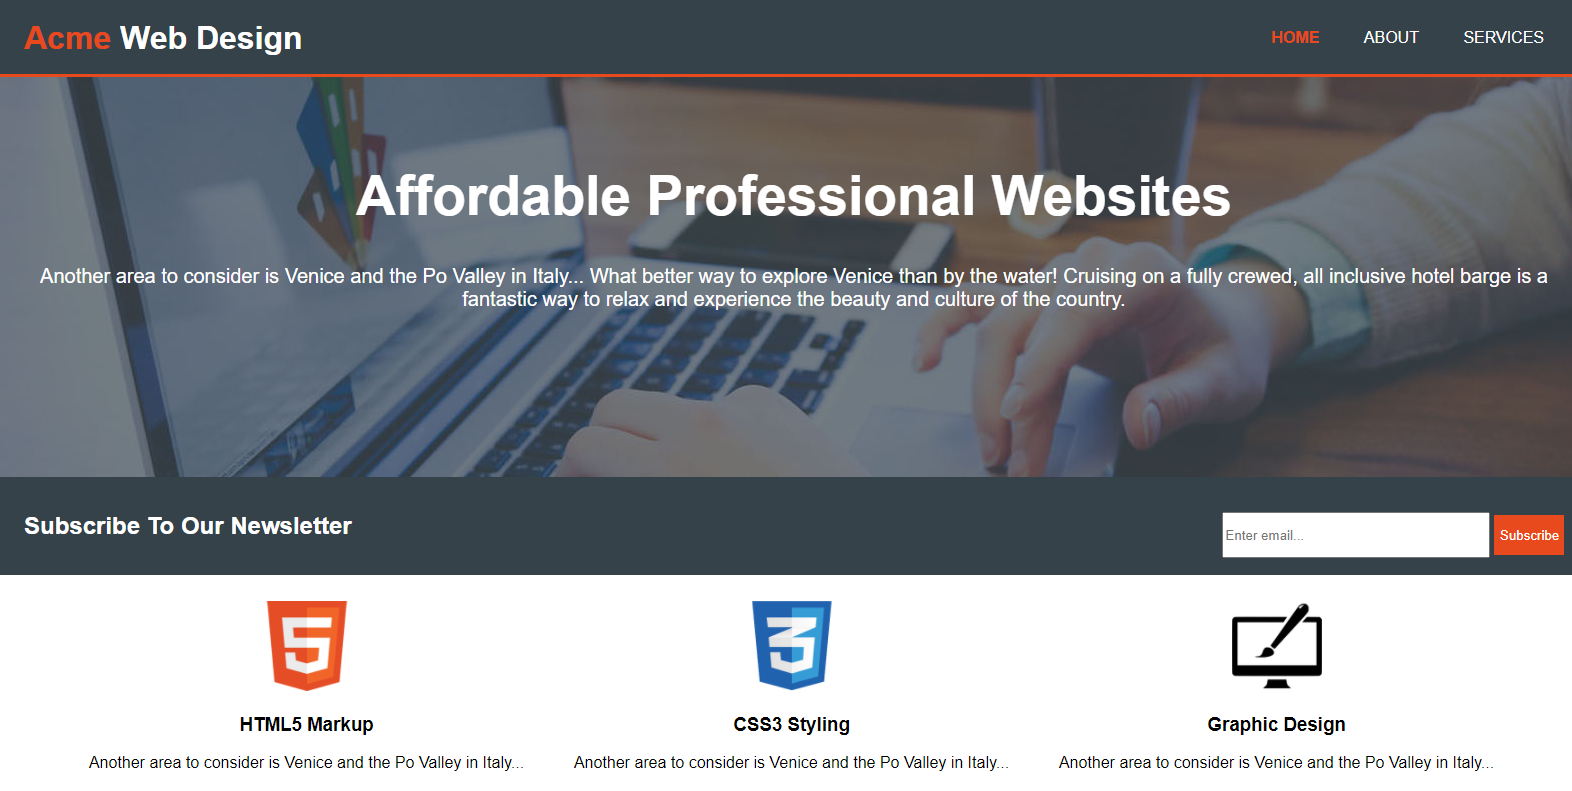 Acme Web Design
HOME ABOUT SERVICES
Affordable Professional Websites
Another area to consider is Venice and the Po Valley in Italy... What better way to explore Venice than by the water! Cruising on a fully crewed, all inclusive hotel barge is a
fantastic way to relax and experience the beauty and culture of the country.
Subscribe To Our Newsletter
Enter email...
Subscribe
HTML5 Markup
Another area to consider is Venice and the Po Valley in Italy...
CSS3 Styling
Another area to consider is Venice and the Po Valley in Italy...
Graphic Design
Another area to consider is Venice and the Po Valley in Italy...